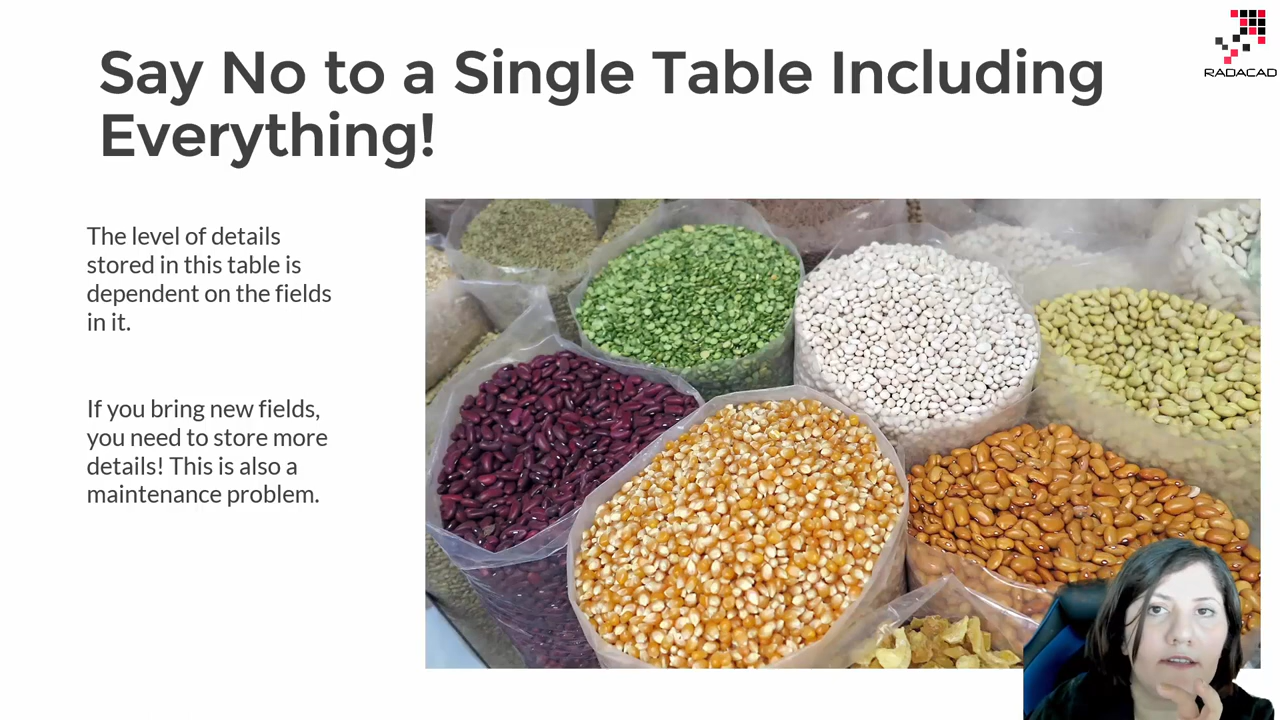 Say No to a Single Table Including
Everything!
RADACAD
The level of details
stored in this table is
dependent on the fields
in it.
If you bring new fields,
you need to store more
details! This is also a
maintenance problem.